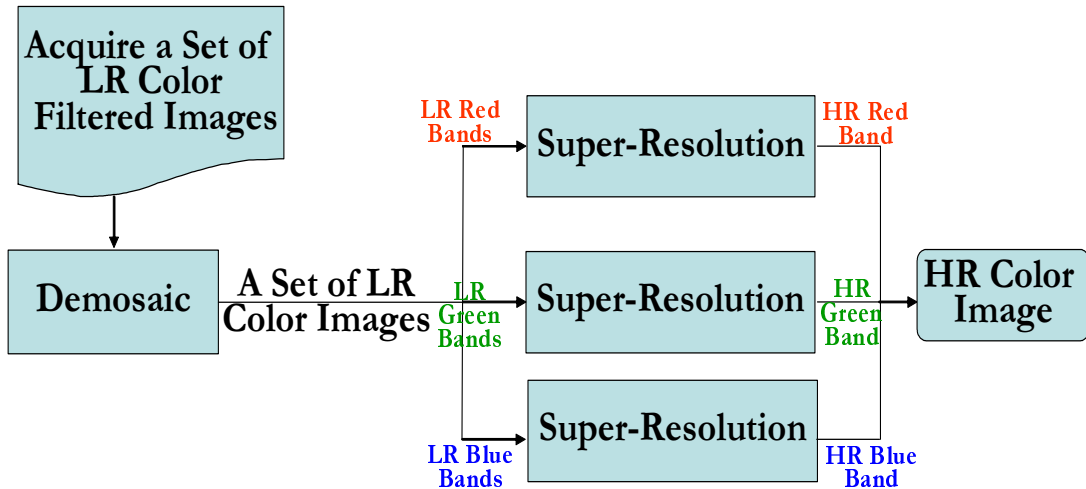 Acquire a Set of
LR Color
Filtered Images
Demosaic
A Set of LR
Color Images
LR Red
Bands
Super-Resolution
HR Red
Band
LR
Green
Bands
Super-Resolution
HR
Green
Band
LR Blue
Bands
Super-Resolution
HR Blue
Band
HR Color
Image